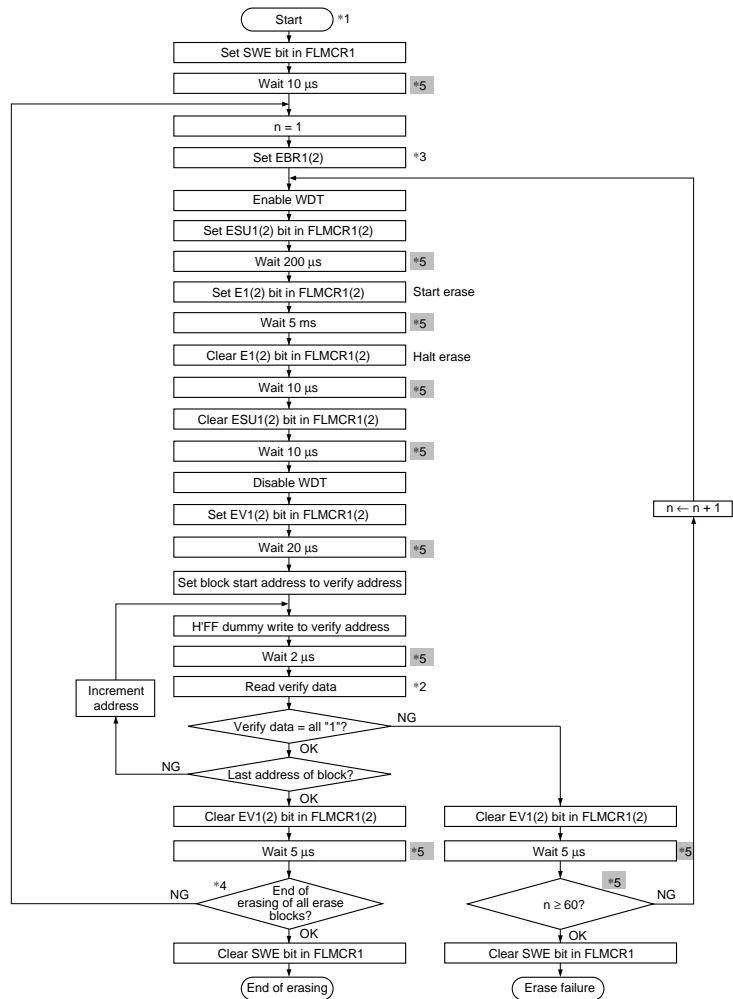 Start *1
Set SWE bit in FLMCR1
Wait 10 µs *5
n = 1
Set EBR1(2) *3
Enable WDT
Set ESU1(2) bit in FLMCR1(2)
Wait 200 µs *5
Set E1(2) bit in FLMCR1(2) Start erase
Wait 5 ms *5
Clear E1(2) bit in FLMCR1(2) Halt erase
Wait 10 µs *5
Clear ESU1(2) bit in FLMCR1(2)
Wait 10 µs *5
Disable WDT
Set EV1(2) bit in FLMCR1(2)
n ← n + 1
Wait 20 µs *5
Set block start address to verify address
H'FF dummy write to verify address
Wait 2 µs *5
Increment
address
Read verify data *2
Verify data = all "1"? NG
OK
NG Last address of block?
OK
Clear EV1(2) bit in FLMCR1(2) Clear EV1(2) bit in FLMCR1(2)
Wait 5 µs *5 Wait 5 µs *5
NG *4 *5 NG
End of
erasing of all erase
blocks?
n ≥ 60?
OK OK
Clear SWE bit in FLMCR1 Clear SWE bit in FLMCR1
End of erasing Erase failure